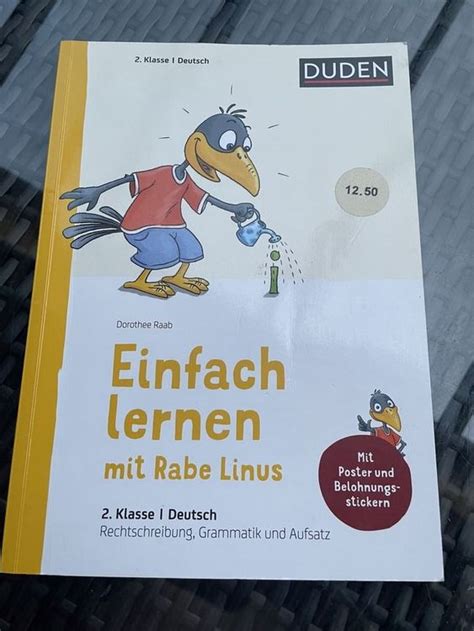 2. Klasse | Deutsch
DUDEN
12.50
i
Dorothee Raab
Einfach
lernen
mit Rabe Linus
Mit
Poster und
Belohnungs-
stickern
2. Klasse | Deutsch
Rechtschreibung, Grammatik und Aufsatz